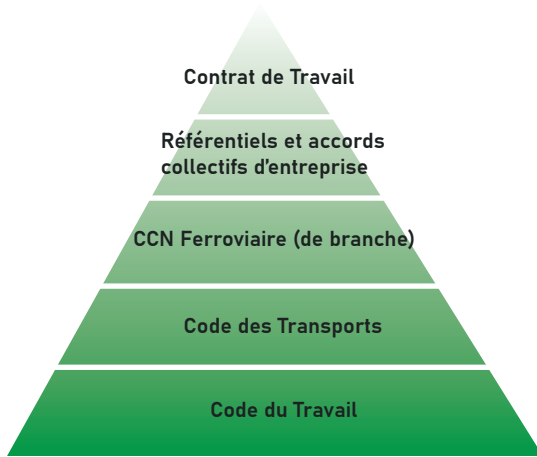 Contrat de Travail
Référentiels et accords
collectifs d'entreprise
CCN Ferroviaire (de branche)
Code des Transports
Code du Travail